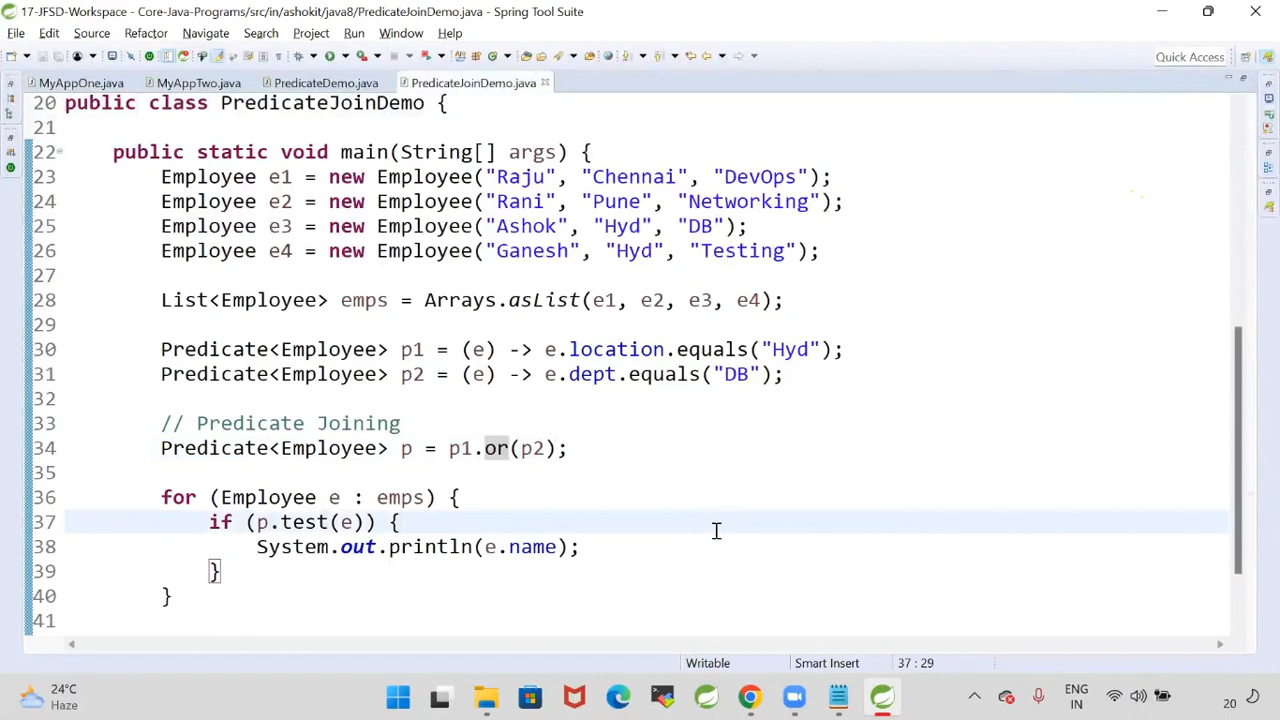 17-JFSD-Workspace - Core-Java-Programs/src/in/ashokit/java8/PredicateJoinDemo.java - Spring Tool Suite
File Edit Source Refactor Navigate Search Project Run Window Help
Quick Access
MyAppOne.java MyAppTwo.java PredicateDemo.java PredicateJoinDemo.java
20 public class PredicateJoinDemo {
21
22 public static void main(String[] args) {
23 Employee e1 = new Employee("Raju", "Chennai", "DevOps");
24 Employee e2 = new Employee("Rani", "Pune", "Networking");
25 Employee e3 = new Employee("Ashok", "Hyd", "DB");
26 Employee e4 = new Employee("Ganesh", "Hyd", "Testing");
27
28 List<Employee> emps = Arrays.asList(e1, e2, e3, e4);
29
30 Predicate<Employee> p1 = (e) -> e.location.equals("Hyd");
31 Predicate<Employee> p2 = (e) -> e.dept.equals("DB");
32
33 // Predicate Joining
34 Predicate<Employee> p = p1.or(p2);
35
36 for (Employee e : emps) {
37 if (p.test(e)) {
38 System.out.println(e.name);
39 }
40 }
41
Writable Smart Insert 37 : 29
24°C
Haze
ENG
IN
20